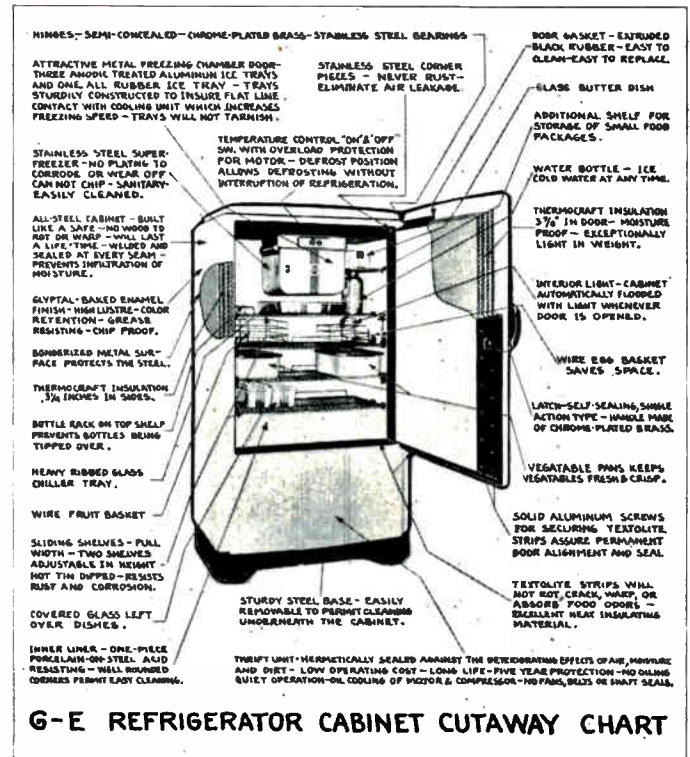 HINGES-SEMI-CONCEALED-CHROME-PLATED BRASS-STAINLESS STEEL BEARINGS
ATTRACTIVE METAL FREEZING CHAMBER DOOR-
THREE ANODIC TREATED ALUMINUM ICE TRAYS
AND ONE ALL RUBBER ICE TRAY - TRAYS
STURDILY CONSTRUCTED TO INSURE FLAT LINE
CONTACT WITH COOLING UNIT WHICH INCREASES
FREEZING SPEED - TRAYS WILL NOT TARNISH.
STAINLESS STEEL CORNER
PIECES - NEVER RUST-
ELIMINATE AIR LEAKAGE.
TEMPERATURE CONTROL "ON'&'OFF"
SW. WITH OVERLOAD PROTECTION
FOR MOTOR - DEFROST POSITION
ALLOWS DEFROSTING WITHOUT
INTERRUPTION OF REFRIGERATION.
STAINLESS STEEL SUPER-
FREEZER-NO PLATNG TO
CORRODE OR WEAR OFF
CAN NOT CHIP-SANITARY-
EASILY CLEANED.
ALL-STEEL CABINET - BUILT
LIKE A SAFE-NO WOOD TO
ROT OR WARP - WILL LAST
A LIFE-TIME-WELDED AND
SEALED AT EVERY SEAM-
PREVENTS INFILTRATION OF
MOISTURE.
GLYPTAL-BAKED ENAMEL
FINISH-HIGH LUSTRE-COLOR
RETENTION - GREASE
RESISTING-CHIP PROOF.
BONDERIZED METAL SUR-
FACE PROTECTS THE STEEL.
THERMOCRAFT INSULATION
3¼ INCHES IN SIDES.
BOTTLE RACK ON TOP SHELF
PREVENTS BOTTLES BEING
TIPPED OVER.
HEAVY RIBBED GLASS
CHILLER TRAY.
WIRE FRUIT BASKET
SLIDING SHELVES - FULL
WIDTH - TWO SHELVES
ADJUSTABLE IN HEIGHT
HOT TIN DIPPED-RESISTS
RUST AND CORROSION.
COVERED GLASS LEFT
OVER DISHES.
INNER LINER - ONE-PIECE
PORCELAIN-ON-STEEL ACID
RESISTING - WELL ROUNDED
CORNERS PERMIT EASY CLEANING.
DOOR GASKET - EXTRUDED
BLACK RUBBER-EASY TO
CLEAN-EASY TO REPLACE.
GLASS BUTTER DISH
ADDITIONAL SHELF FOR
STORAGE OF SMALL FOOD
PACKAGES.
WATER BOTTLE - ICE
COLD WATER AT ANY TIME.
THERMOCRAFT INSULATION
IN DOOR-MOISTURE
PROOF - EXCEPTIONALLY
LIGHT IN WEIGHT.
INTERIOR LIGHT-CABINET
AUTOMATICALLY FLOODED
WITH LIGHT WHENEVER
DOOR IS OPENED.
WIRE EGG BASKET
SAVES SPACE.
LATCH-SELF-SEALING, SINGLE
ACTION TYPE-HANDLE MADE
OF CHROME-PLATED BRASS.
VEGATABLE PANS KEEPS
VEGATABLES FRESH & CRISP.
SOLID ALUMINUM SCREWS
FOR SECURING TEXTOLITE
STRIPS ASSURE PERMANENT
DOOR ALIGNMENT AND SEAL
TEXTOLITE STRIPS WILL
NOT ROT, CRACK, WARP, OR
ABSORB FOOD ODORS -
EXCELLENT HEAT INSULATING
MATERIAL.
STURDY STEEL BASE - EASILY
REMOVABLE TO PERMIT CLEANING
UNDERNEATH THE CABINET.
THRIFT UNIT-HERMETICALLY SEALED AGAINST THE DETERIORATING EFFECTS OF AIR, MOISTURE
AND DIRT - LOW OPERATING COST - LONG LIFE-FIVE YEAR PROTECTION-NO OILING
QUIET OPERATION-OIL COOLING OF MOTOR & COMPRESSOR-NO FANS, BELTS OR SHAFT SEALS.
G-E REFRIGERATOR CABINET CUTAWAY CHART